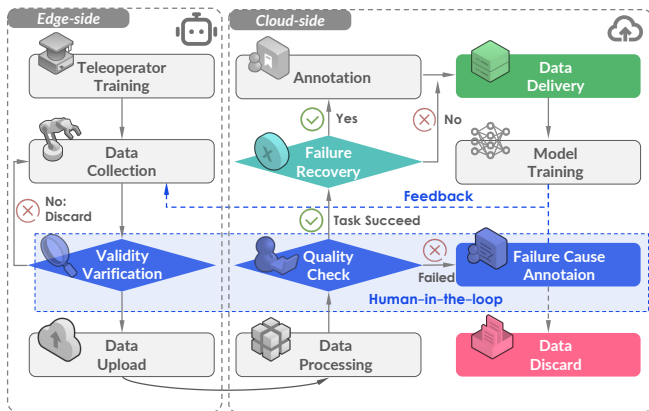 Edge-side
Cloud-side
Teleoperator
Training
Annotation
Data
Delivery
Yes
No
Data
Collection
Failure
Recovery
Model
Training
No:
Discard
Feedback
Task Succeed
Validity
Varification
Quality
Check
Failed
Failure Cause
Annotaion
Human-in-the-loop
Data
Upload
Data
Processing
Data
Discard